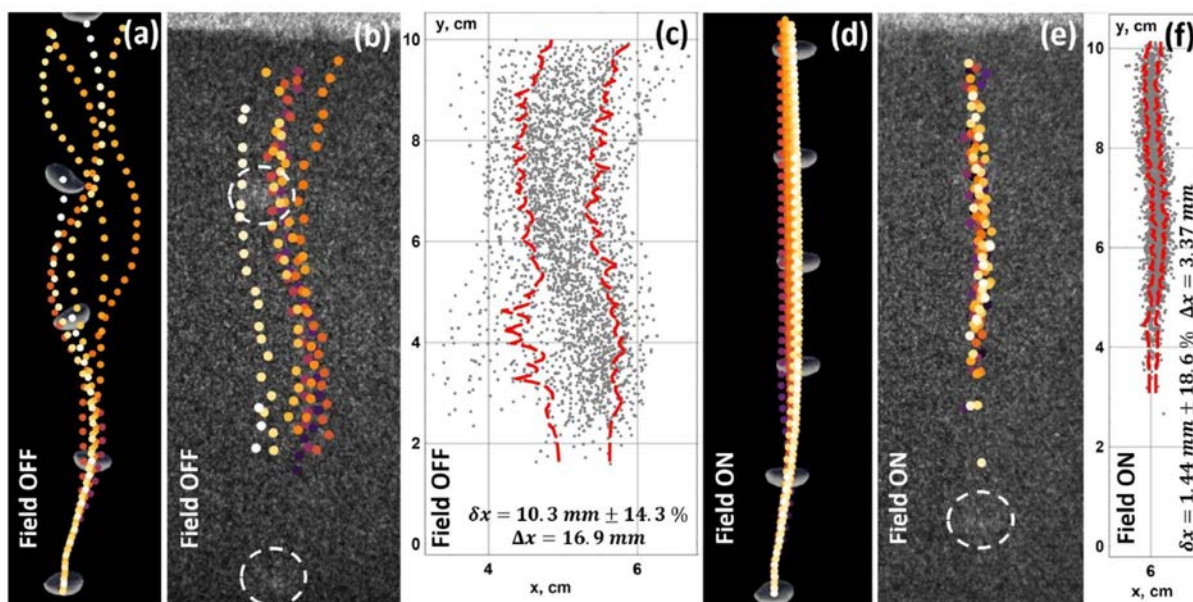 (a)
Field OFF
(b)
Field OFF
y, cm
(c)
10
8
6
4
2
0
Field OFF
δx = 10.3 mm ± 14.3 %
Δx = 16.9 mm
4
6
x, cm
(d)
Field ON
(e)
Field ON
y, cm
(f)
10
8
6
4
2
0
Field ON
δx = 1.44 mm ± 18.6 % Δx = 3.37 mm
6
x, cm